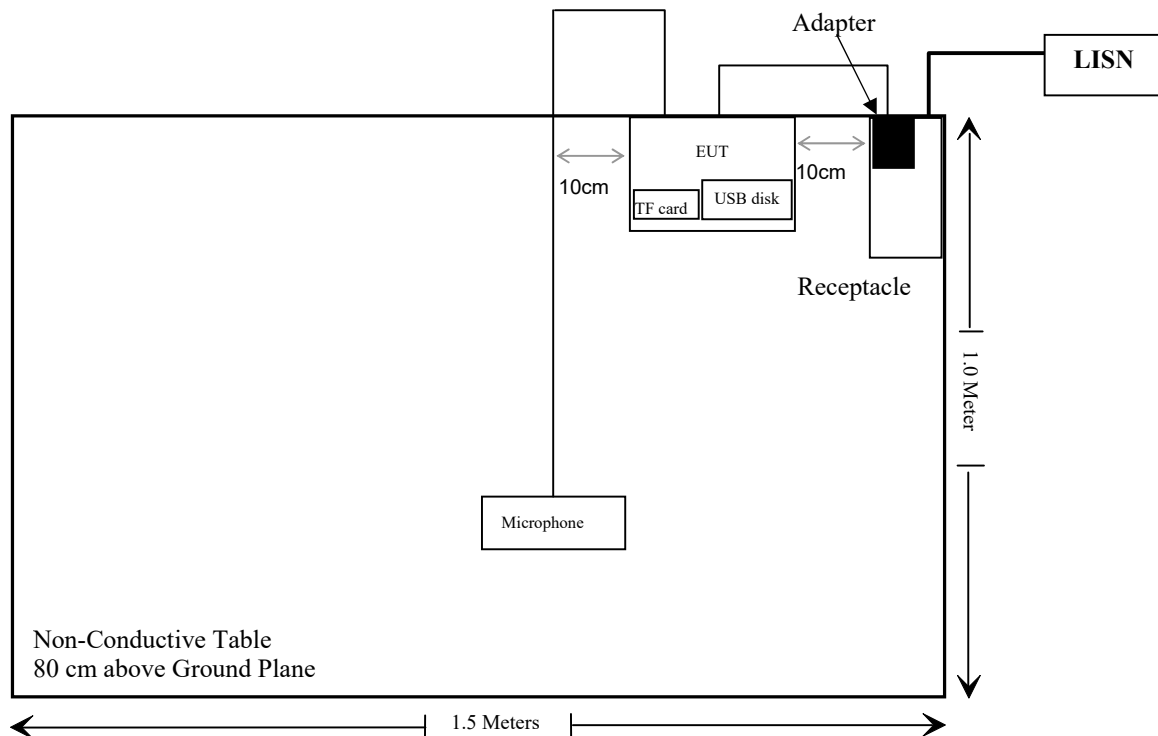 Adapter
LISN
EUT
10cm
10cm
TF card
USB disk
Receptacle
1.0 Meter
Microphone
Non-Conductive Table
80 cm above Ground Plane
1.5 Meters